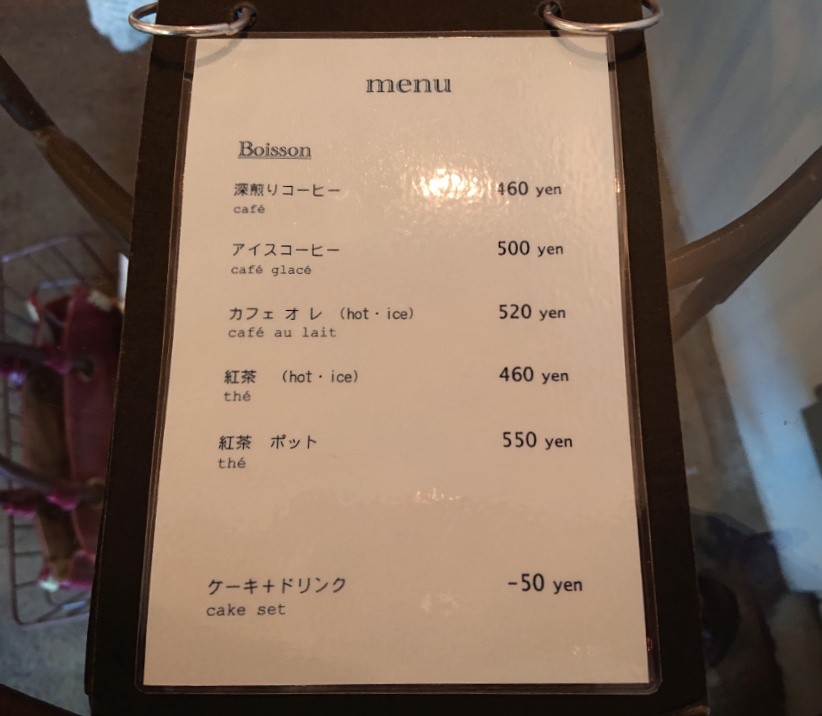 menu
Boisson
深煎りコーヒー 460 yen
café
アイスコーヒー 500 yen
café glacé
カフェ オ レ (hot・ice) 520 yen
café au lait
紅茶 (hot・ice) 460 yen
thé
紅茶 ポット 550 yen
thé
ケーキ+ドリンク -50 yen
cake set